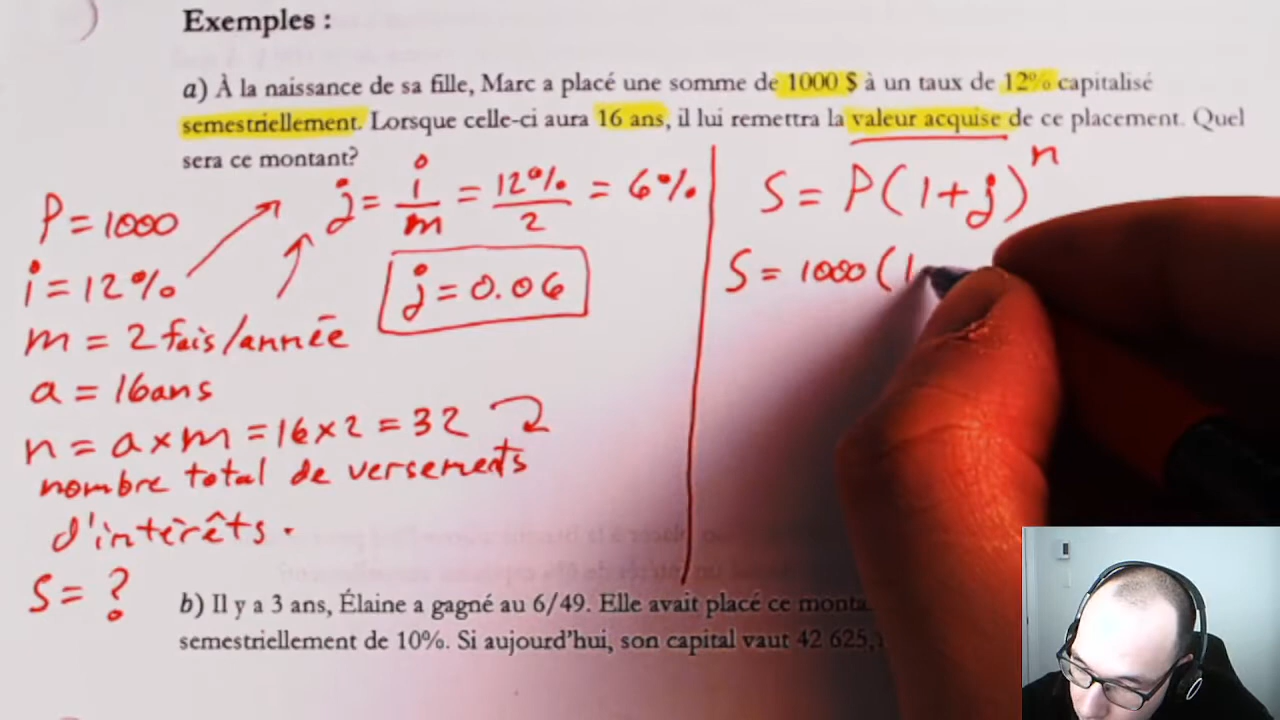 Exemples :
a) À la naissance de sa fille, Marc a placé une somme de 1000 $ à un taux de 12% capitalisé
semestriellement. Lorsque celle-ci aura 16 ans, il lui remettra la valeur acquise de ce placement. Quel
sera ce montant?
P = 1000
i = 12%
m = 2 fois/année
a = 16 ans
n = a x m = 16 x 2 = 32
nombre total de versements
d'intérêts.
S = ?
j = i/m = 12%/2 = 6%
j = 0.06
S = P(1+j)^n
S = 1000(1
b) Il y a 3 ans, Élaine a gagné au 6/49. Elle avait placé ce
semestriellement de 10%. Si aujourd'hui, son capital vaut 42 625,